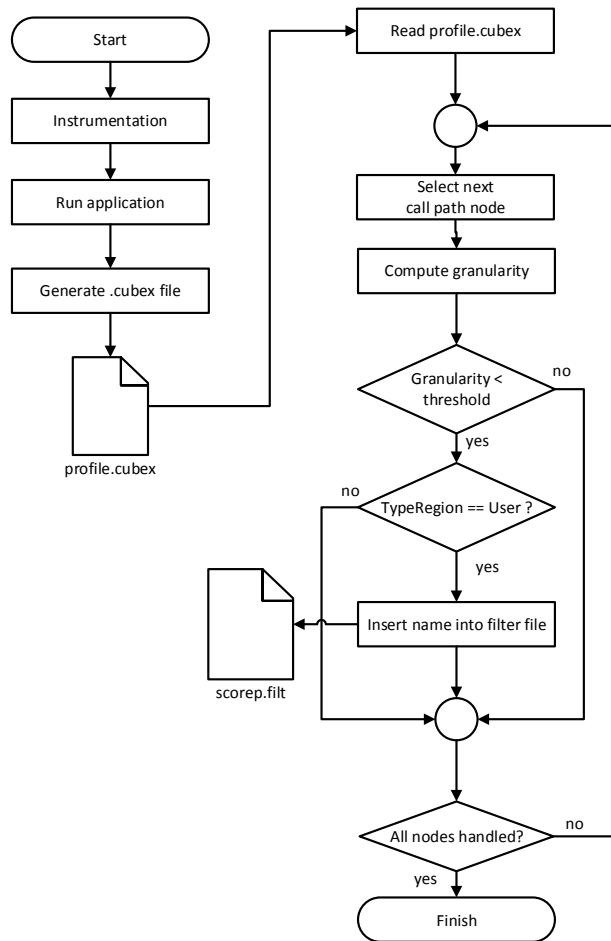 Start
Instrumentation
Run application
Generate .cubex file
profile.cubex
Read profile.cubex
Select next
call path node
Compute granularity
Granularity <
threshold
no
yes
TypeRegion == User ?
no
yes
Insert name into filter file
scorep.filt
All nodes handled?
no
yes
Finish